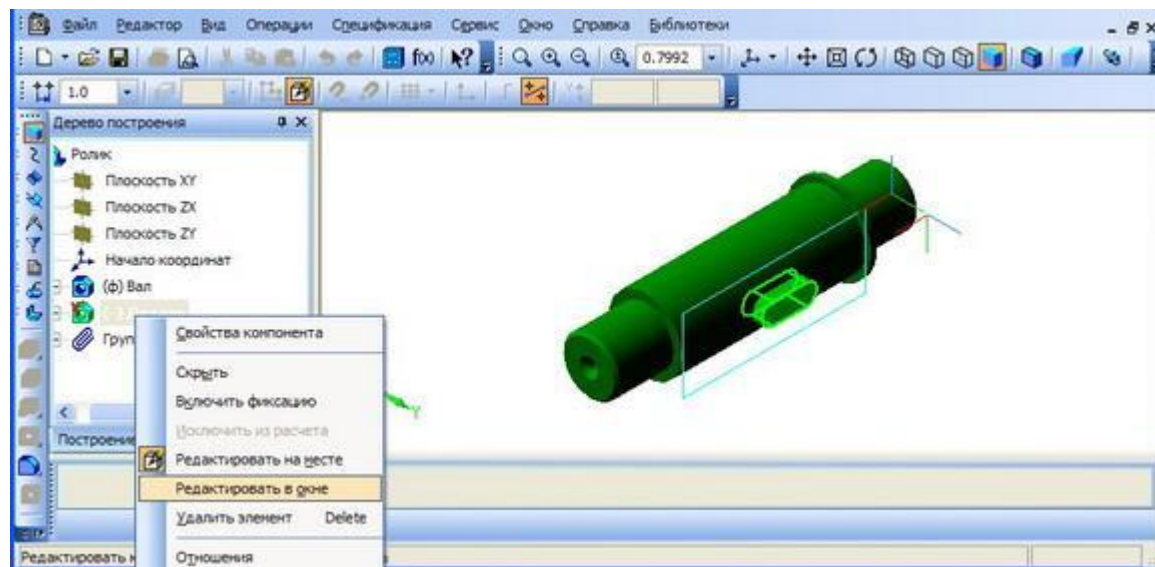 Файл Редактор Вид Операции Спецификация Сервис Окно Справка Библиотеки
f(x) 0.7992
1.0
Дерево построения
Ролик
Плоскость XY
Плоскость ZX
Плоскость ZY
Начало координат
(ф) Вал
Груп
Построение
Свойства компонента
Скрыть
Включить фиксацию
Исключить из расчета
Редактировать на месте
Редактировать в окне
Удалить элемент Delete
Отношения
Y
Редактировать